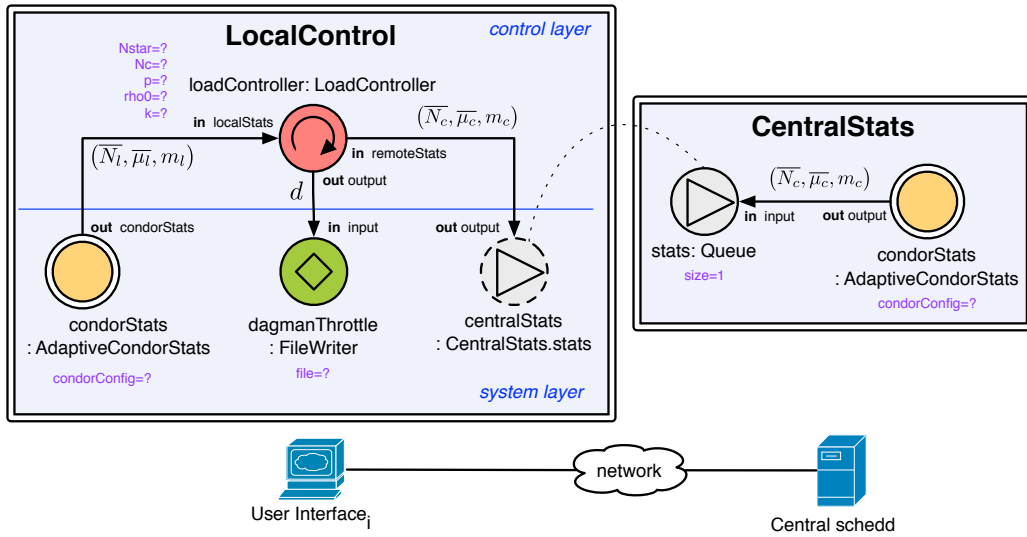 LocalControl
control layer
Nstar=?
Nc=?
p=?
rho0=?
k=?
loadController: LoadController
in localStats
(N̅_l, μ̅_l, m_l)
(N̅_c, μ̅_c, m_c)
in remoteStats
out output
d
out condorStats
in input
out output
condorStats
: AdaptiveCondorStats
condorConfig=?
dagmanThrottle
: FileWriter
file=?
centralStats
: CentralStats.stats
system layer
CentralStats
(N̅_c, μ̅_c, m_c)
in input
out output
stats: Queue
size=1
condorStats
: AdaptiveCondorStats
condorConfig=?
network
User Interface_i
Central schedd